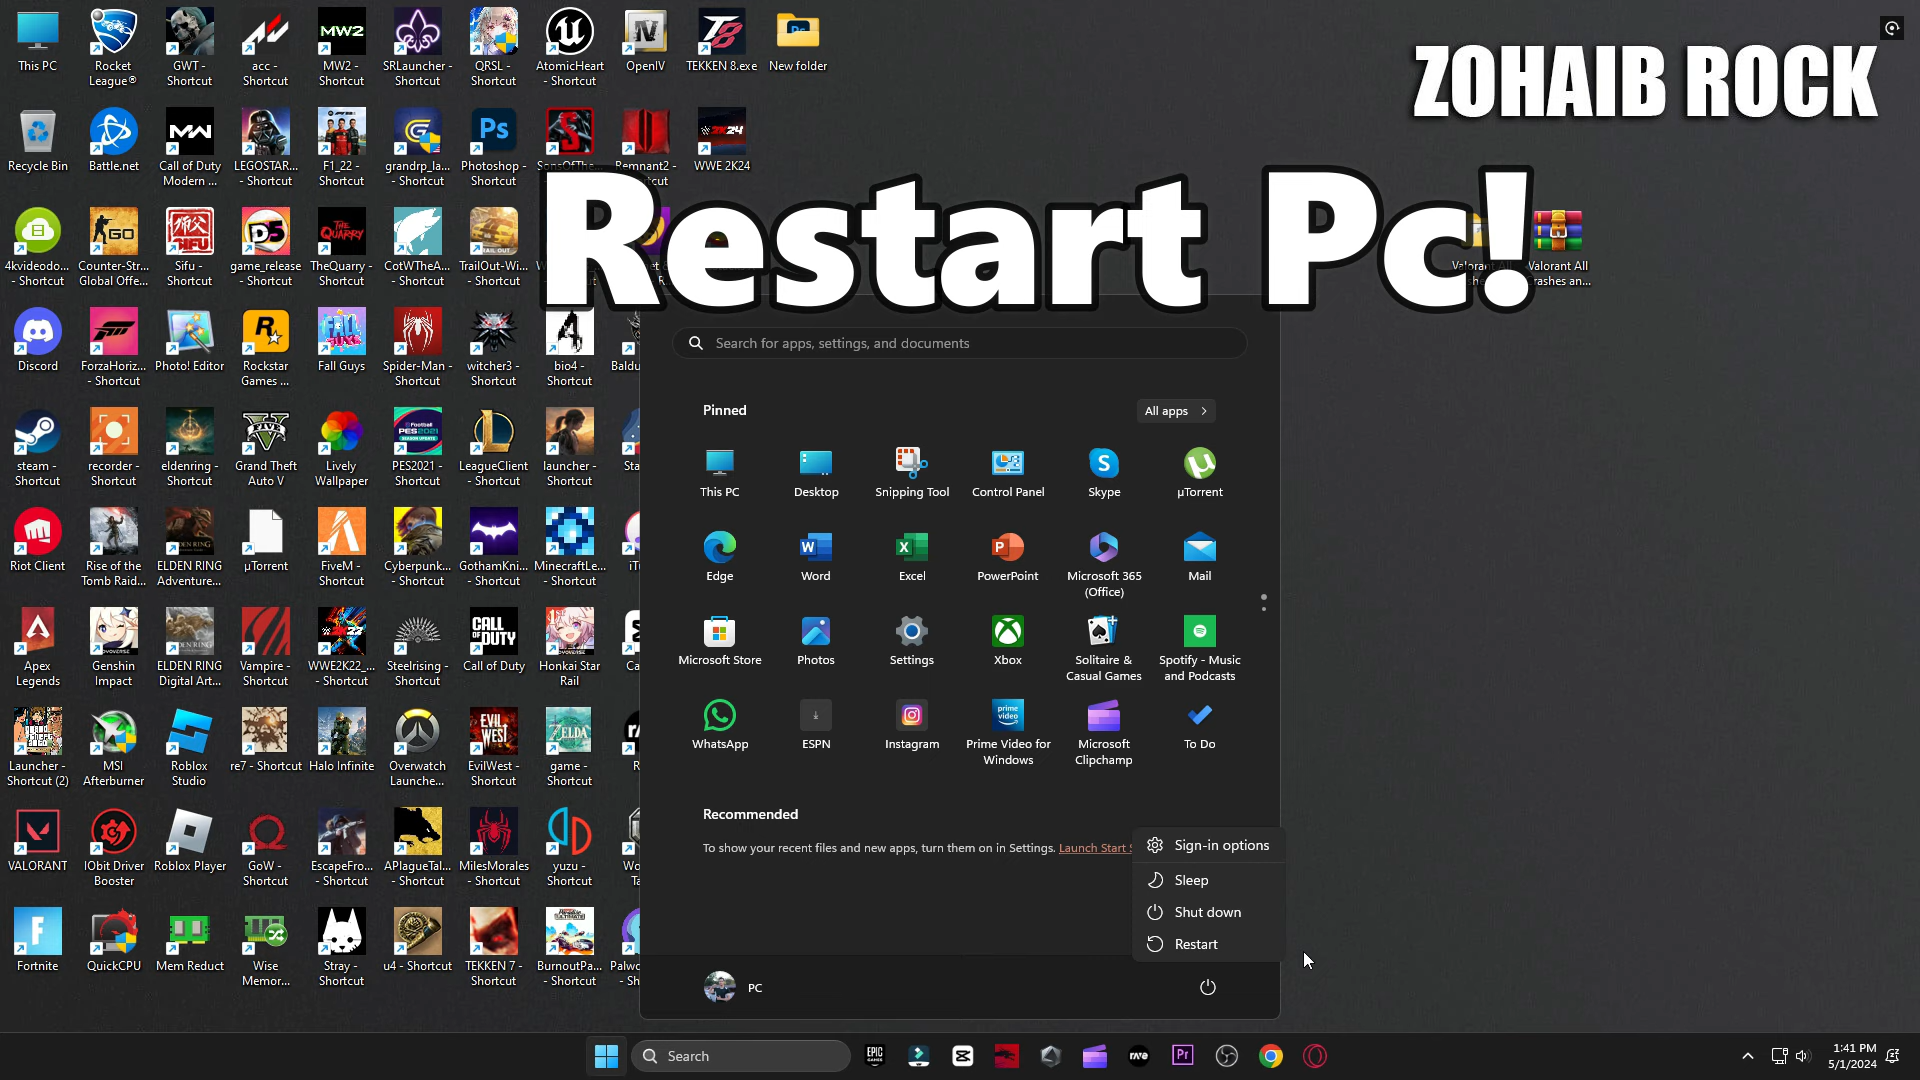 ZOHAIB ROCK
Restart Pc!
This PC
Rocket
League®
GWT -
Shortcut
acc -
Shortcut
MW2 -
Shortcut
SRLauncher -
Shortcut
QRSL -
Shortcut
AtomicHeart
- Shortcut
OpenIV
TEKKEN 8.exe
New folder
Recycle Bin
Battle.net
Call of Duty
Modern ...
LEGOSTAR...
- Shortcut
F1_22 -
Shortcut
grandrp_la...
- Shortcut
Photoshop -
Shortcut
SonsOfThe...
Remnant2 -
WWE 2K24
4kvideodo...
- Shortcut
Counter-Str...
Global Offe...
Sifu -
Shortcut
game_release
- Shortcut
TheQuarry -
Shortcut
CotWTheA...
- Shortcut
TrailOut-Wi...
- Shortcut
Valorant All
Discord
ForzaHoriz...
- Shortcut
Photo! Editor
Rockstar
Games ...
Fall Guys
Spider-Man -
Shortcut
witcher3 -
Shortcut
bio4 -
Shortcut
steam -
Shortcut
recorder -
Shortcut
eldenring -
Shortcut
Grand Theft
Auto V
Lively
Wallpaper
PES2021 -
Shortcut
LeagueClient
- Shortcut
launcher -
Shortcut
Riot Client
Rise of the
Tomb Raid...
ELDEN RING
Adventure...
µTorrent
FiveM -
Shortcut
Cyberpunk...
- Shortcut
GothamKni...
- Shortcut
MinecraftLe...
- Shortcut
Apex
Legends
Genshin
Impact
ELDEN RING
Digital Art...
Vampire -
Shortcut
WWE2K22_...
- Shortcut
Steelrising -
Shortcut
Call of Duty
Honkai Star
Rail
Launcher -
Shortcut (2)
MSI
Afterburner
Roblox
Studio
re7 - Shortcut
Halo Infinite
Overwatch
Launche...
EvilWest -
Shortcut
game -
Shortcut
VALORANT
IObit Driver
Booster
Roblox Player
GoW -
Shortcut
EscapeFro...
- Shortcut
APlagueTal...
- Shortcut
MilesMorales
- Shortcut
yuzu -
Shortcut
Fortnite
QuickCPU
Mem Reduct
Wise
Memor...
Stray -
Shortcut
u4 - Shortcut
TEKKEN 7 -
Shortcut
BurnoutPa...
- Shortcut
Search for apps, settings, and documents
Pinned
All apps
This PC
Desktop
Snipping Tool
Control Panel
Skype
µTorrent
Edge
Word
Excel
PowerPoint
Microsoft 365
(Office)
Mail
Microsoft Store
Photos
Settings
Xbox
Solitaire &
Casual Games
Spotify - Music
and Podcasts
WhatsApp
ESPN
Instagram
Prime Video for
Windows
Microsoft
Clipchamp
To Do
Recommended
To show your recent files and new apps, turn them on in Settings. Launch Start
Sign-in options
Sleep
Shut down
Restart
PC
Search
1:41 PM
5/1/2024